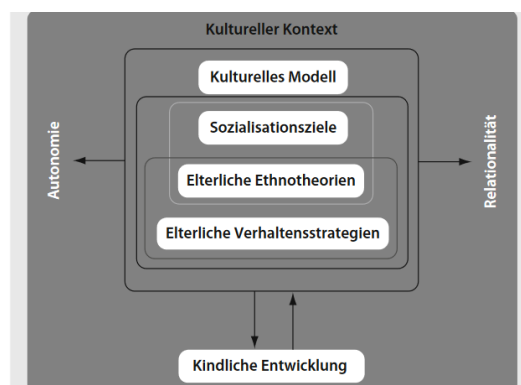 Kultureller Kontext
Kulturelles Modell
Sozialisationsziele
Autonomie
Elterliche Ethnotheorien
Relationalität
Elterliche Verhaltensstrategien
Kindliche Entwicklung